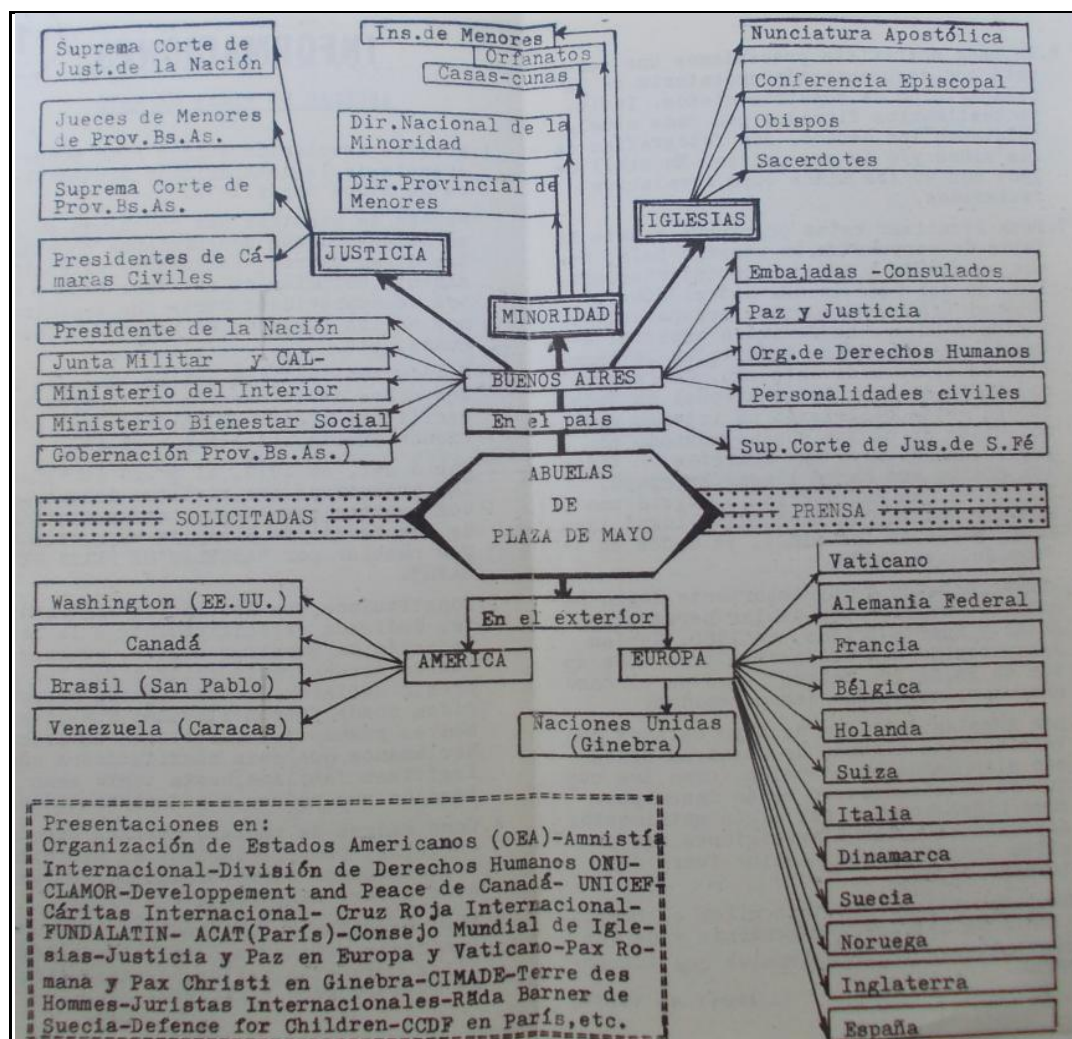 Suprema Corte de
Just.de la Nación
Jueces de Menores
de Prov.Bs.As.
Suprema Corte de
Prov.Bs.As.
Presidentes de Cá-
maras Civiles
JUSTICIA
Ins.de Menores
Orfanatos
Casas-cunas
Dir.Nacional de la
Minoridad
Dir.Provincial de
Menores
MINORIDAD
Nunciatura Apostólica
Conferencia Episcopal
Obispos
Sacerdotes
IGLESIAS
Presidente de la Nación
Junta Militar y CAL-
Ministerio del Interior
Ministerio Bienestar Social
Gobernación Prov.Bs.As.)
BUENOS AIRES
En el país
Embajadas -Consulados
Paz y Justicia
Org.de Derechos Humanos
Personalidades civiles
Sup.Corte de Jus.de S.Fé
SOLICITADAS
ABUELAS
DE
PLAZA DE MAYO
PRENSA
En el exterior
AMERICA
EUROPA
Washington (EE.UU.)
Canadá
Brasil (San Pablo)
Venezuela (Caracas)
Naciones Unidas
(Ginebra)
Vaticano
Alemania Federal
Francia
Bélgica
Holanda
Suiza
Italia
Dinamarca
Suecia
Noruega
Inglaterra
España
Presentaciones en:
Organización de Estados Americanos (OEA)-Amnistía
Internacional-División de Derechos Humanos ONU-
CLAMOR-Developpement and Peace de Canadá- UNICEF-
Cáritas Internacional- Cruz Roja Internacional-
FUNDALATIN- ACAT(París)-Consejo Mundial de Igle-
sias-Justicia y Paz en Europa y Vaticano-Pax Ro-
mana y Pax Christi en Ginebra-CIMADE-Terre des
Hommes-Juristas Internacionales-Räda Barner de
Suecia-Defence for Children-CCDF en París,etc.